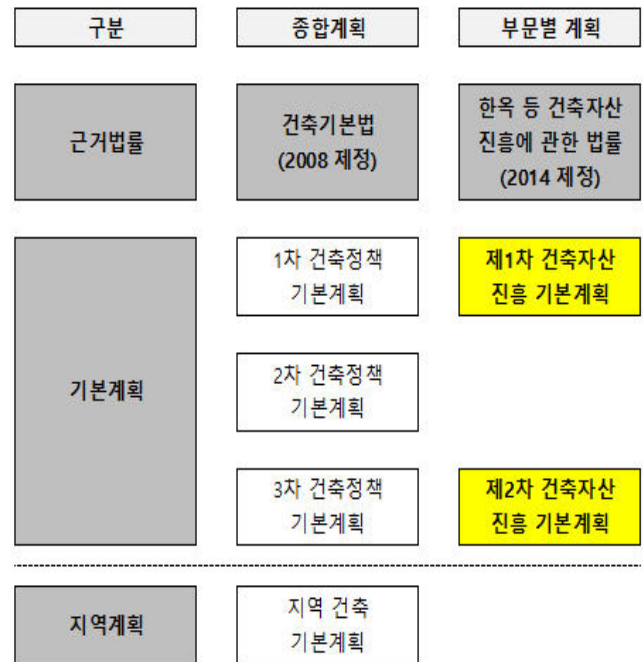 구분
종합계획
부문별 계획
근거법률
건축기본법
(2008 제정)
한옥 등 건축자산
진흥에 관한 법률
(2014 제정)
기본계획
1차 건축정책
기본계획
제1차 건축자산
진흥 기본계획
2차 건축정책
기본계획
3차 건축정책
기본계획
제2차 건축자산
진흥 기본계획
지역계획
지역 건축
기본계획